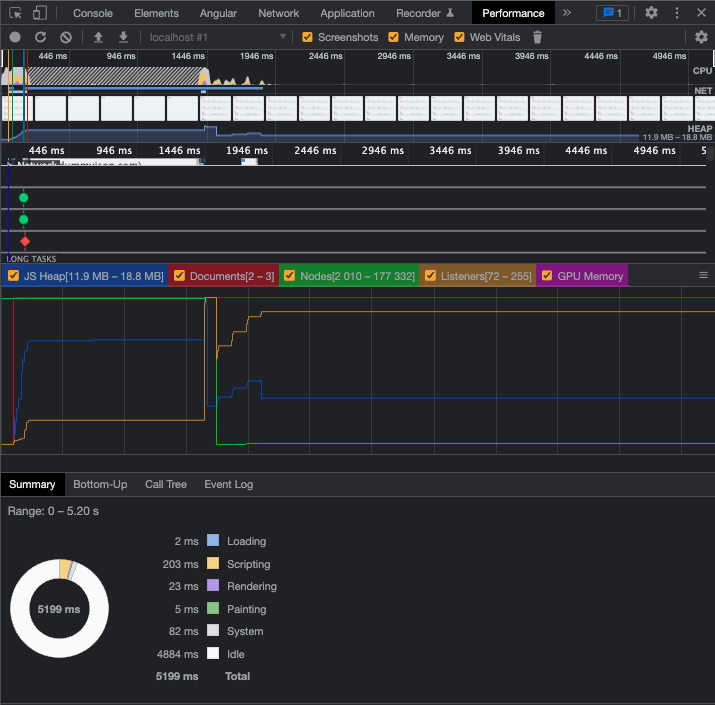 Console Elements Angular Network Application Recorder Performance » 1
localhost #1 Screenshots Memory Web Vitals
446 ms 946 ms 1446 ms 1946 ms 2446 ms 2946 ms 3446 ms 3946 ms 4446 ms 4946 ms
CPU
NET
HEAP
11.9 MB – 18.8 MB
446 ms 946 ms 1446 ms 1946 ms 2446 ms 2946 ms 3446 ms 3946 ms 4446 ms 4946 ms 5
LONG TASKS
JS Heap[11.9 MB – 18.8 MB] Documents[2 – 3] Nodes[2 010 – 177 332] Listeners[72 – 255] GPU Memory
Summary Bottom-Up Call Tree Event Log
Range: 0 – 5.20 s
2 ms Loading
203 ms Scripting
23 ms Rendering
5199 ms
5 ms Painting
82 ms System
4884 ms Idle
5199 ms Total